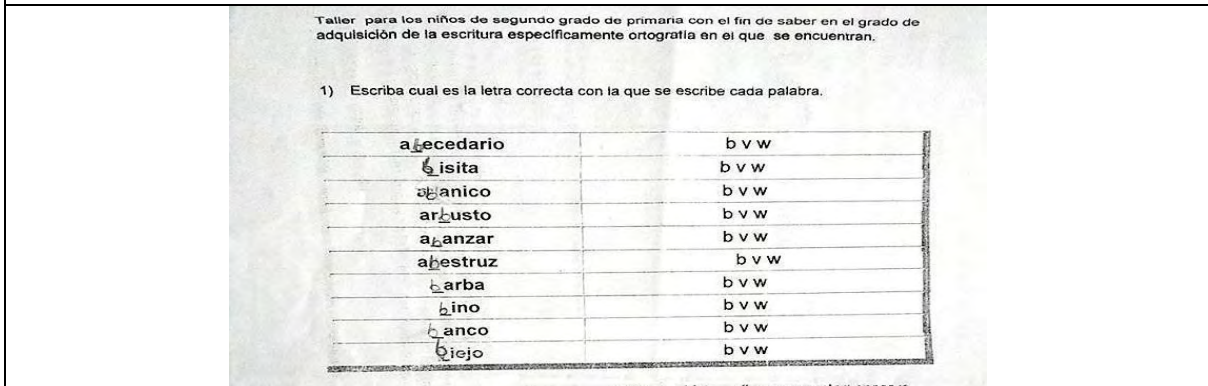 Taller para los niños de segundo grado de primaria con el fin de saber en el grado de
adquisición de la escritura específicamente ortografía en el que se encuentran.
1) Escriba cual es la letra correcta con la que se escribe cada palabra.
abecedario b v w
bisita b v w
abanico b v w
arbusto b v w
abanzar b v w
abestruz b v w
barba b v w
bino b v w
banco b v w
biejo b v w